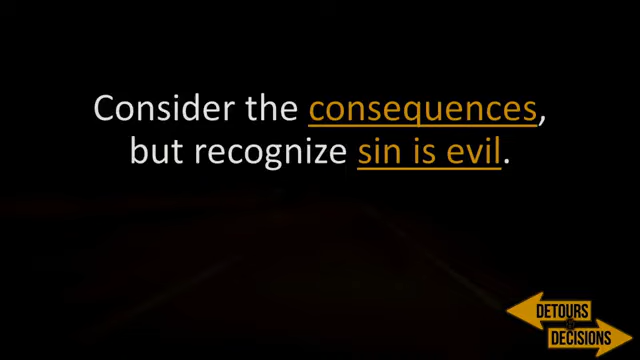 Consider the consequences,
but recognize sin is evil.
DETOURS
&
DECISIONS